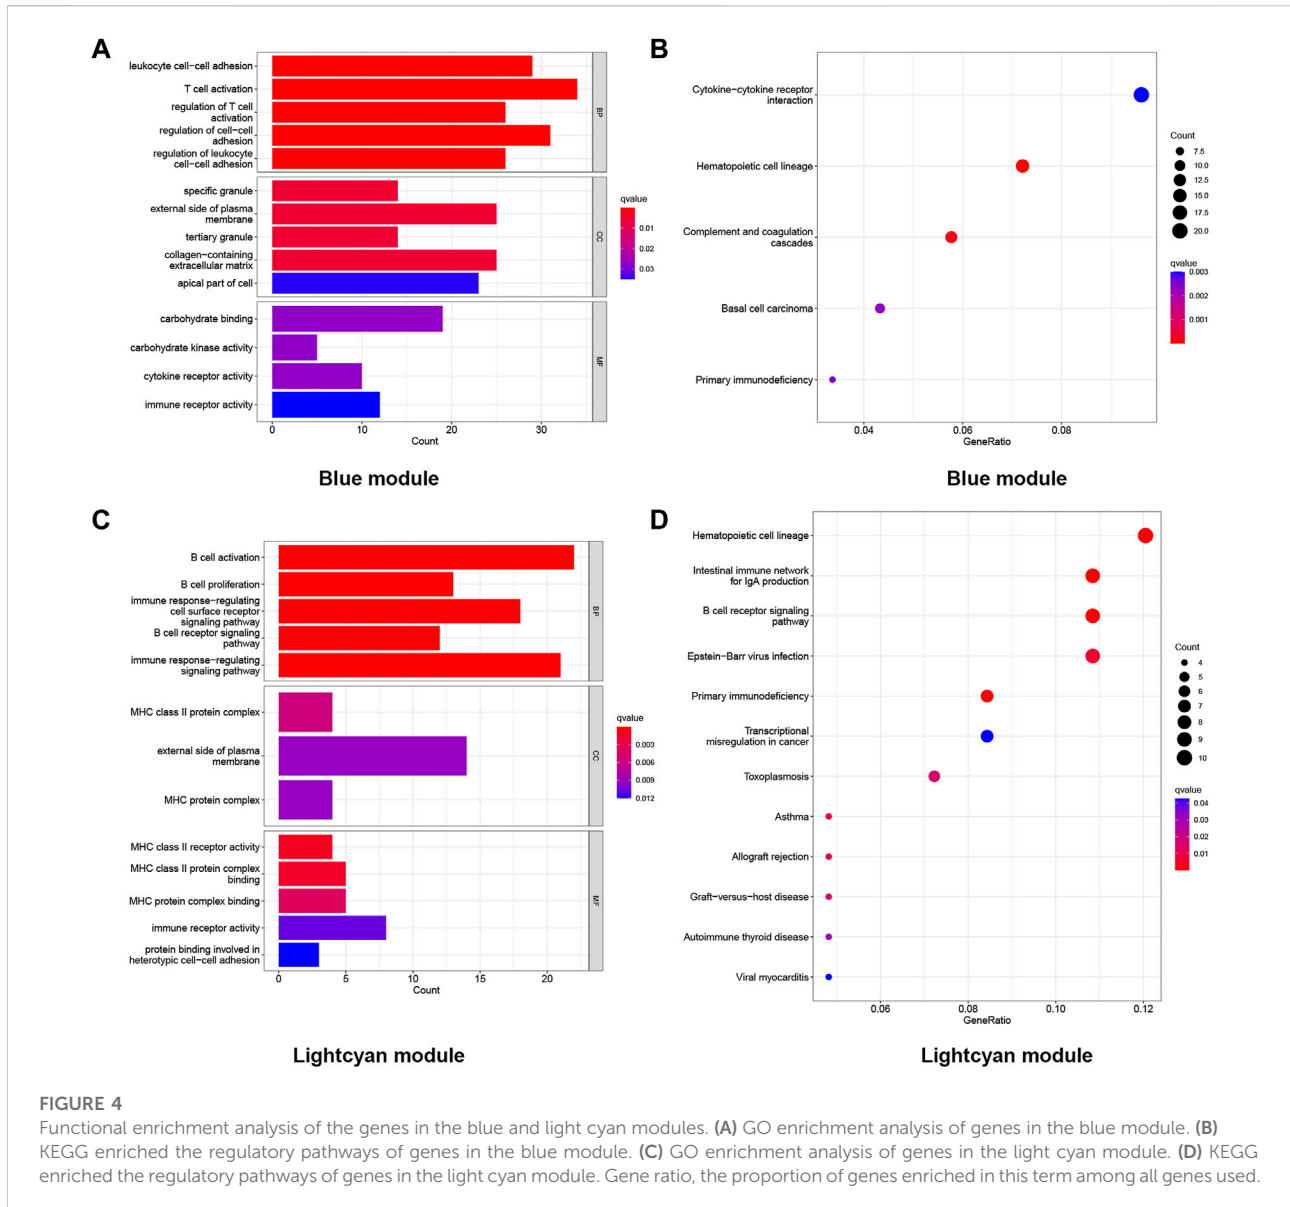 A
leukocyte cell−cell adhesion
T cell activation
regulation of T cell
activation
regulation of cell−cell
adhesion
regulation of leukocyte
cell−cell adhesion
BP
specific granule
external side of plasma
membrane
tertiary granule
collagen−containing
extracellular matrix
apical part of cell
CC
carbohydrate binding
carbohydrate kinase activity
cytokine receptor activity
immune receptor activity
MF
0 10 20 30
Count
qvalue
0.01
0.02
0.03
Blue module
B
Cytokine−cytokine receptor
interaction
Hematopoietic cell lineage
Complement and coagulation
cascades
Basal cell carcinoma
Primary immunodeficiency
0.04 0.06 0.08
GeneRatio
Count
7.5
10.0
12.5
15.0
17.5
20.0
qvalue
0.003
0.002
0.001
Blue module
C
B cell activation
B cell proliferation
immune response−regulating
cell surface receptor
signaling pathway
B cell receptor signaling
pathway
immune response−regulating
signaling pathway
BP
MHC class II protein complex
external side of plasma
membrane
MHC protein complex
CC
MHC class II receptor activity
MHC class II protein complex
binding
MHC protein complex binding
immune receptor activity
protein binding involved in
heterotypic cell−cell adhesion
MF
0 5 10 15 20
Count
qvalue
0.003
0.006
0.009
0.012
Lightcyan module
D
Hematopoietic cell lineage
Intestinal immune network
for IgA production
B cell receptor signaling
pathway
Epstein−Barr virus infection
Primary immunodeficiency
Transcriptional
misregulation in cancer
Toxoplasmosis
Asthma
Allograft rejection
Graft−versus−host disease
Autoimmune thyroid disease
Viral myocarditis
0.06 0.08 0.10 0.12
GeneRatio
Count
4
5
6
7
8
9
10
qvalue
0.04
0.03
0.02
0.01
Lightcyan module
FIGURE 4
Functional enrichment analysis of the genes in the blue and light cyan modules. (A) GO enrichment analysis of genes in the blue module. (B)
KEGG enriched the regulatory pathways of genes in the blue module. (C) GO enrichment analysis of genes in the light cyan module. (D) KEGG
enriched the regulatory pathways of genes in the light cyan module. Gene ratio, the proportion of genes enriched in this term among all genes used.